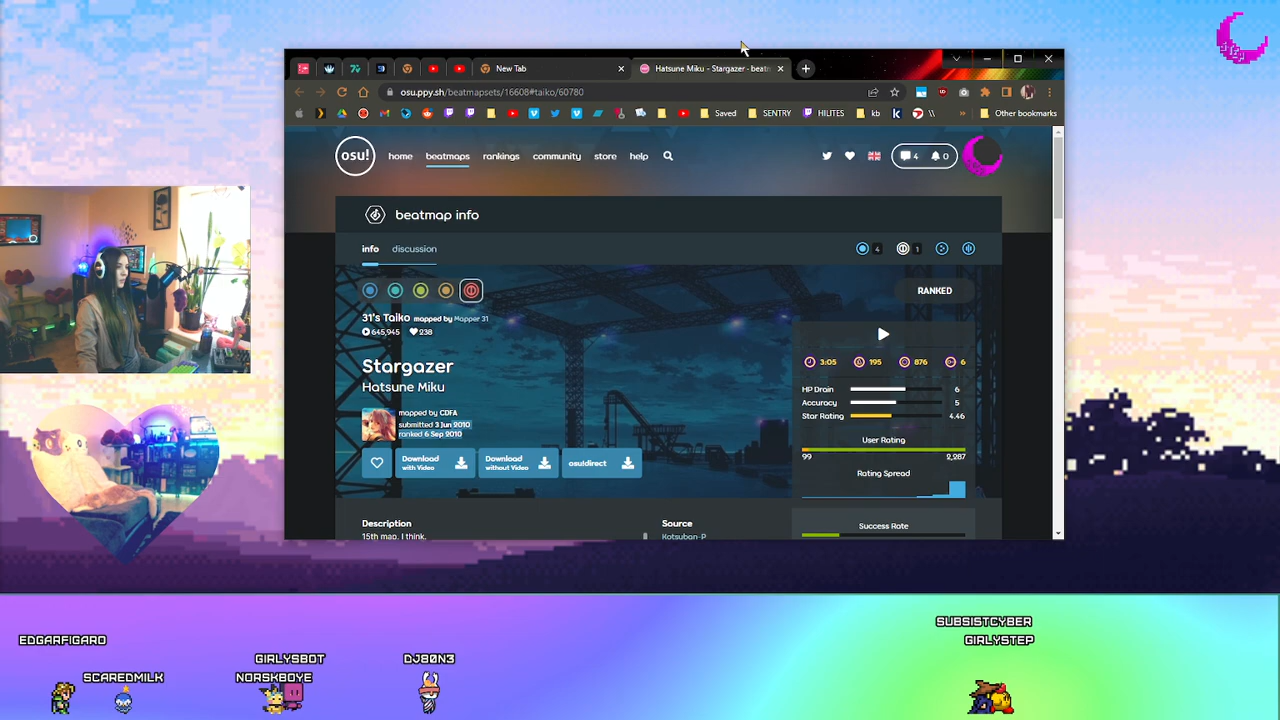 New Tab
Hatsune Miku - Stargazer - beat
osu.ppy.sh/beatmapsets/16608#taiko/60780
Saved
SENTRY
HILITES
kb
\\
»
Other bookmarks
osu!
home
beatmaps
rankings
community
store
help
4
0
beatmap info
info
discussion
4
1
RANKED
31's Taiko mapped by Mapper 31
645,945
238
Stargazer
Hatsune Miku
mapped by CDFA
submitted 3 Jun 2010
ranked 6 Sep 2010
Download
with Video
Download
without Video
osu!direct
3:05
195
876
6
HP Drain 6
Accuracy 5
Star Rating 4.46
User Rating
99
2,287
Rating Spread
Success Rate
Description
15th map, I think.
Source
Katsuban-P
EDGARFIGARO
SCAREDMILK
GIRLYSBOT
NORSKBOYE
DJ80N3
SUBSISTCYBER
GIRLYSTEP